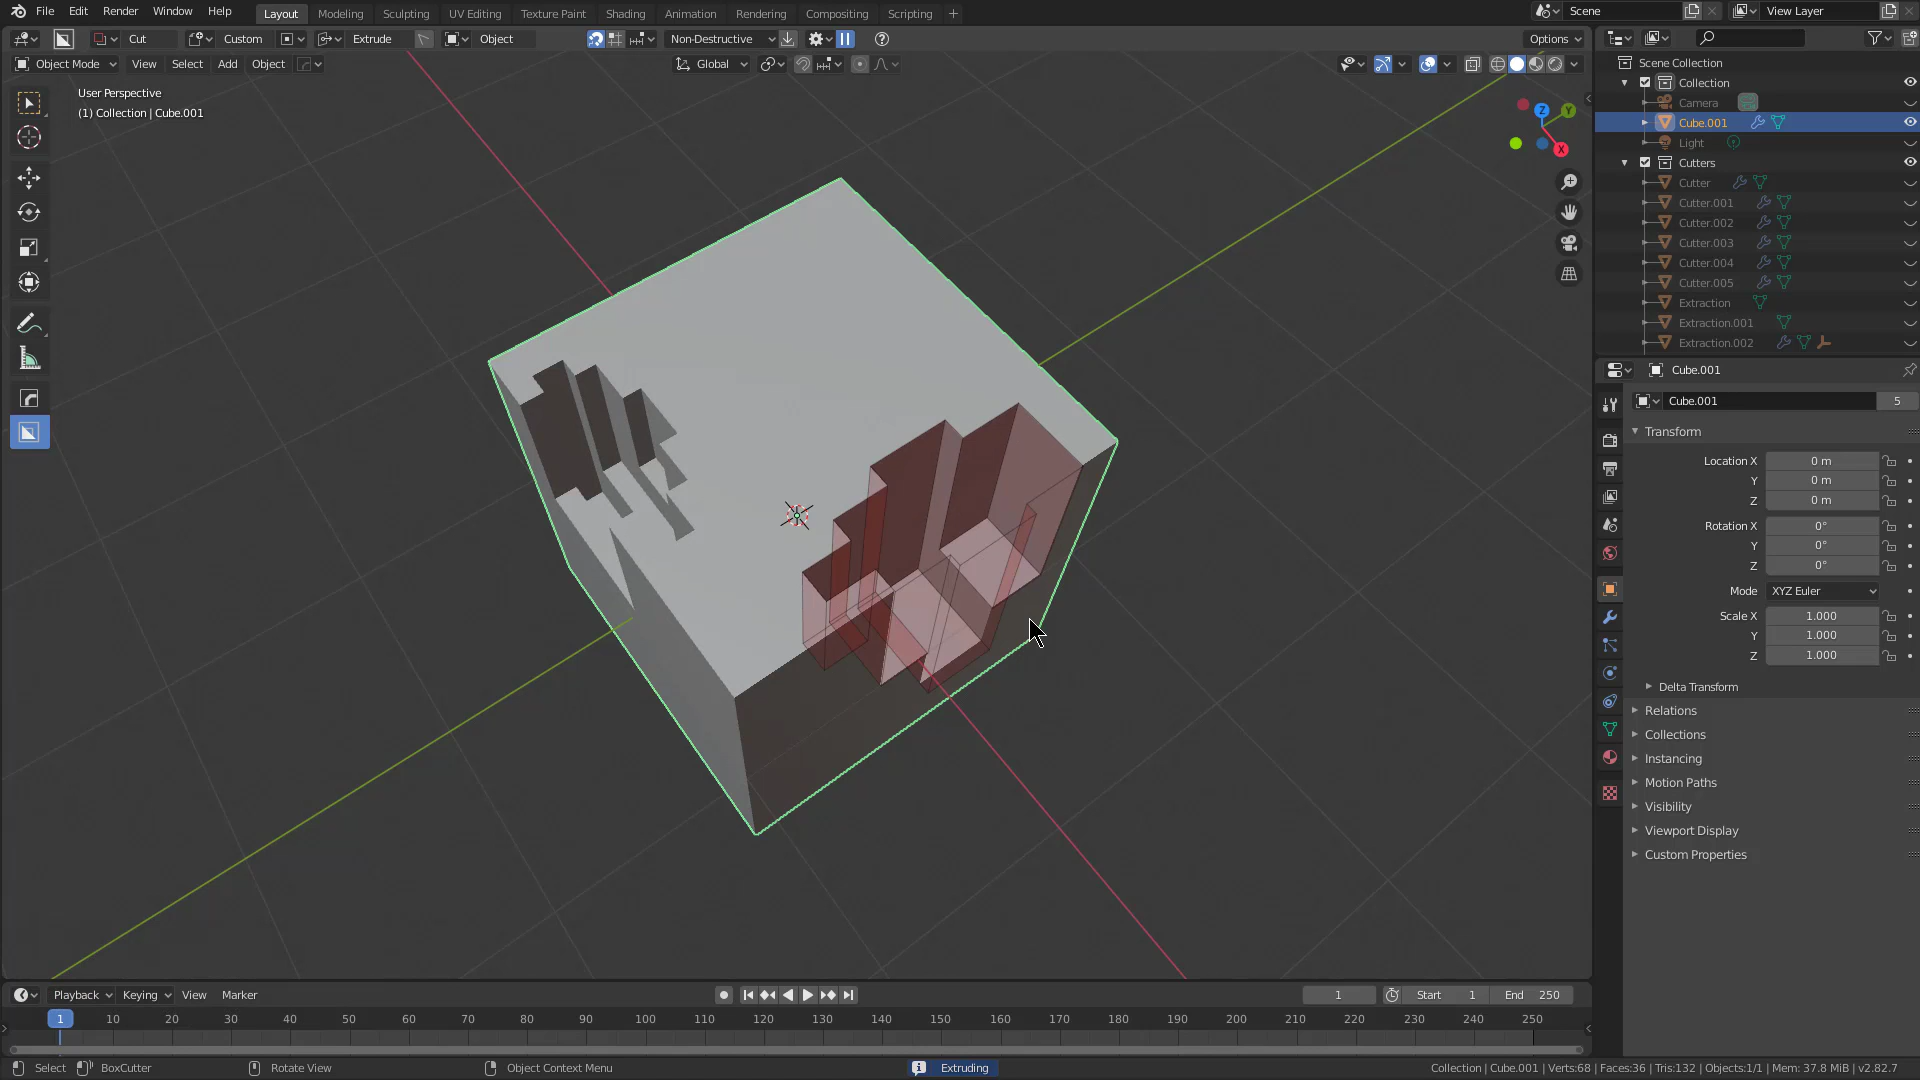 File Edit Render Window Help Layout Modeling Sculpting UV Editing Texture Paint Shading Animation Rendering Compositing Scripting + Scene View Layer
Cut Custom Extrude Object Non-Destructive Options
Object Mode View Select Add Object Global
User Perspective
(1) Collection | Cube.001
Z
Y
X
Scene Collection
Collection
Camera
Cube.001
Light
Cutters
Cutter
Cutter.001
Cutter.002
Cutter.003
Cutter.004
Cutter.005
Extraction
Extraction.001
Extraction.002
Cube.001
Cube.001 5
Transform
Location X 0 m
Y 0 m
Z 0 m
Rotation X 0°
Y 0°
Z 0°
Mode XYZ Euler
Scale X 1.000
Y 1.000
Z 1.000
Delta Transform
Relations
Collections
Instancing
Motion Paths
Visibility
Viewport Display
Custom Properties
Playback Keying View Marker 1 Start 1 End 250
1 10 20 30 40 50 60 70 80 90 100 110 120 130 140 150 160 170 180 190 200 210 220 230 240 250
Select BoxCutter Rotate View Object Context Menu Extruding Collection | Cube.001 | Verts:68 | Faces:36 | Tris:132 | Objects:1/1 | Mem: 37.8 MiB | v2.82.7